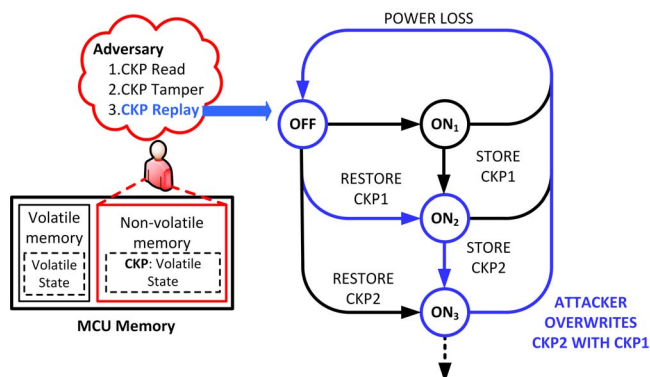 POWER LOSS
Adversary
1.CKP Read
2.CKP Tamper
3.CKP Replay
OFF
ON1
STORE
CKP1
RESTORE
CKP1
ON2
STORE
CKP2
RESTORE
CKP2
ON3
ATTACKER
OVERWRITES
CKP2 WITH CKP1
Volatile
memory
Volatile
State
Non-volatile
memory
CKP: Volatile
State
MCU Memory